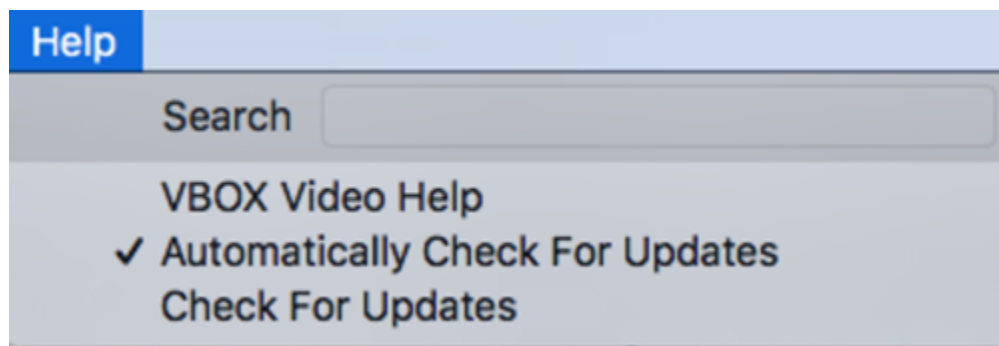 Help
Search
VBOX Video Help
✓ Automatically Check For Updates
Check For Updates